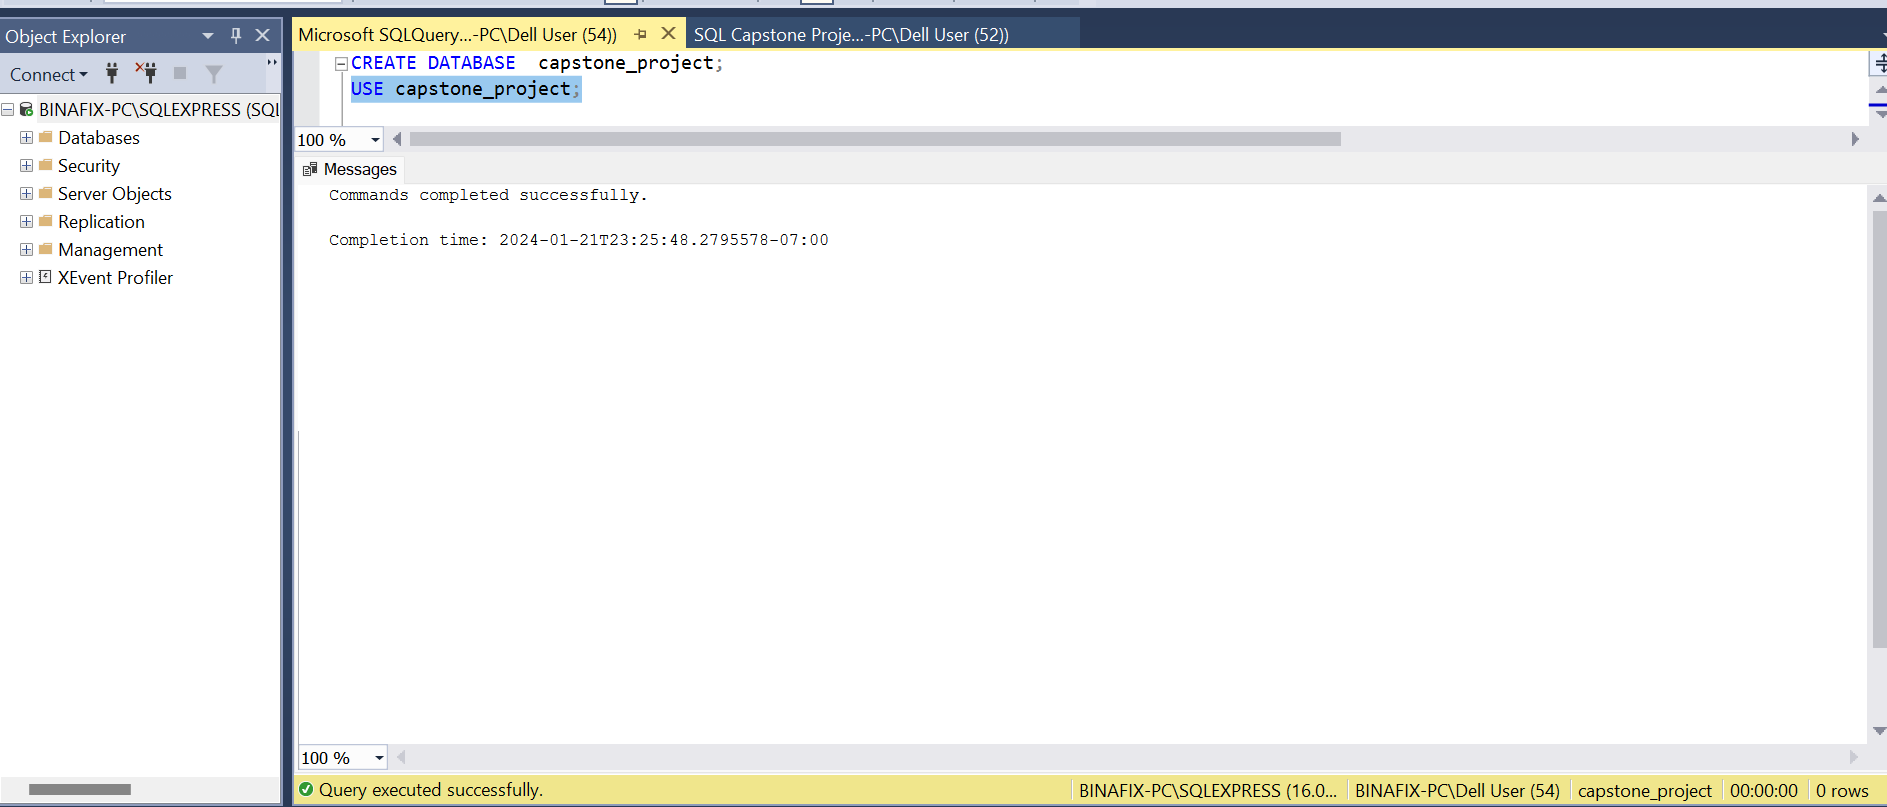 Object Explorer
Connect
BINAFIX-PC\SQLEXPRESS (SQL
Databases
Security
Server Objects
Replication
Management
XEvent Profiler
Microsoft SQLQuery...-PC\Dell User (54))
SQL Capstone Proje...-PC\Dell User (52))
CREATE DATABASE  capstone_project;
USE capstone_project;
100 %
Messages
Commands completed successfully.
Completion time: 2024-01-21T23:25:48.2795578-07:00
100 %
Query executed successfully.
BINAFIX-PC\SQLEXPRESS (16.0...
BINAFIX-PC\Dell User (54)
capstone_project
00:00:00
0 rows